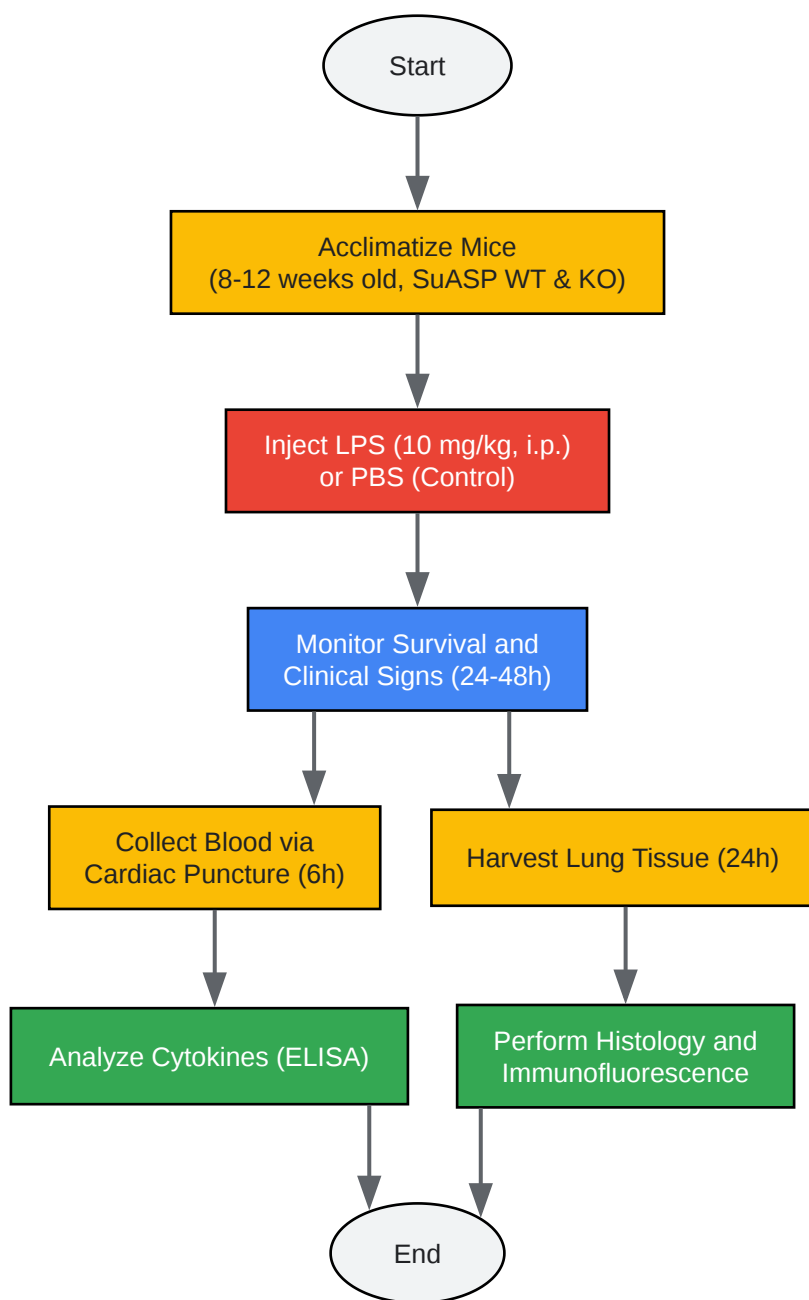 Start
Acclimatize Mice
(8-12 weeks old, SuASP WT & KO)
Inject LPS (10 mg/kg, i.p.)
or PBS (Control)
Monitor Survival and
Clinical Signs (24-48h)
Collect Blood via
Cardiac Puncture (6h)
Harvest Lung Tissue (24h)
Analyze Cytokines (ELISA)
Perform Histology and
Immunofluorescence
End